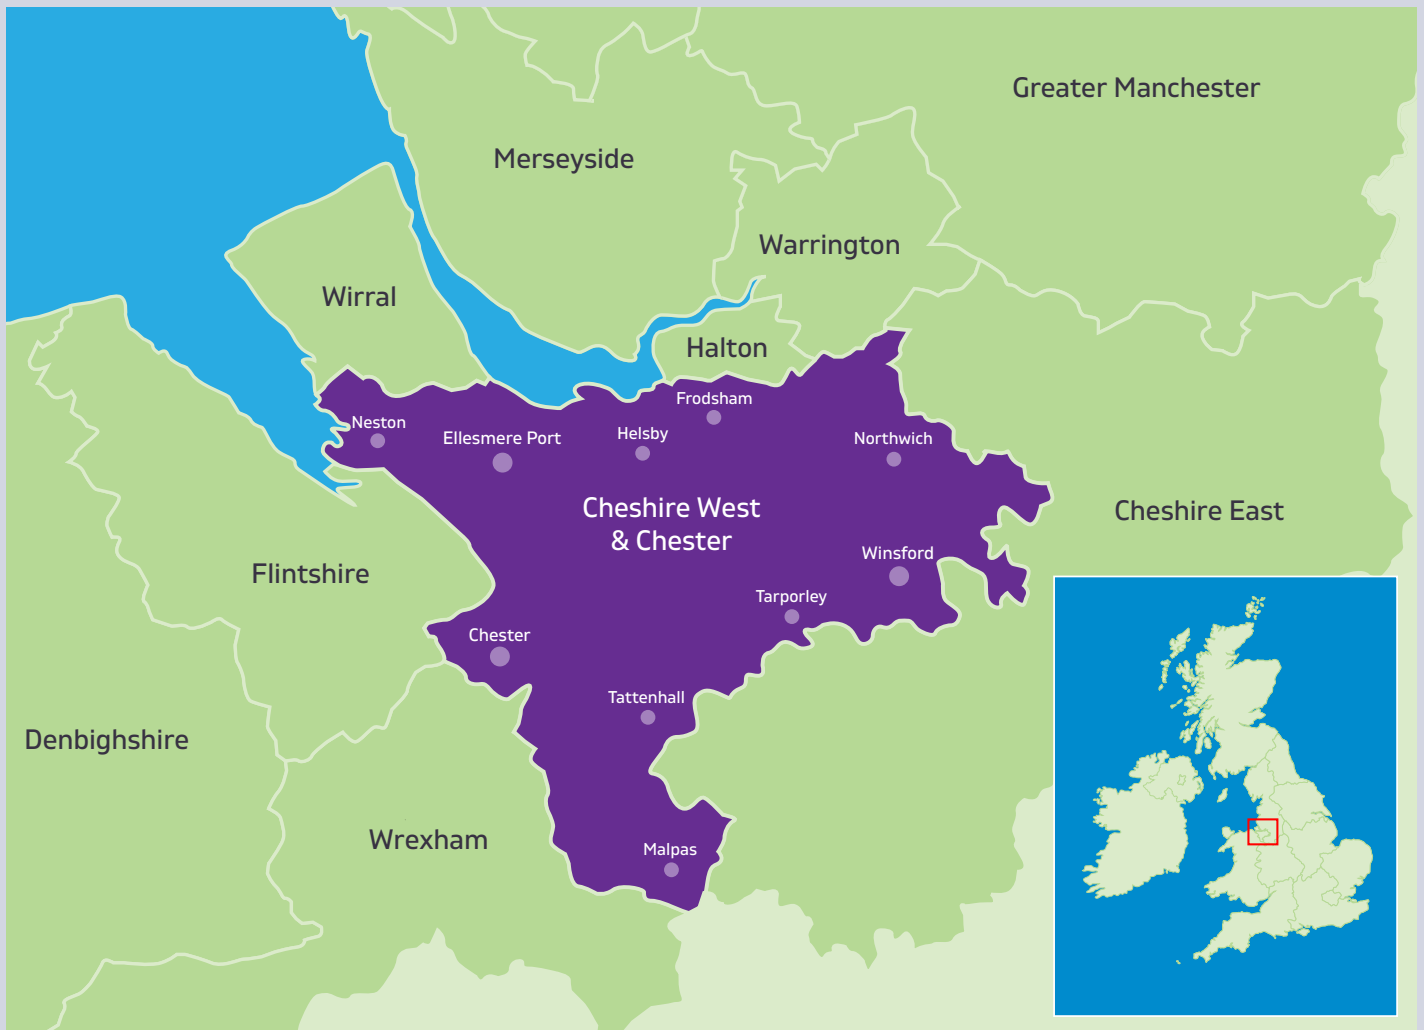 Greater Manchester
Merseyside
Warrington
Wirral
Halton
Frodsham
Neston
Ellesmere Port
Helsby
Northwich
Cheshire West
& Chester
Cheshire East
Winsford
Flintshire
Tarporley
Chester
Tattenhall
Denbighshire
Wrexham
Malpas